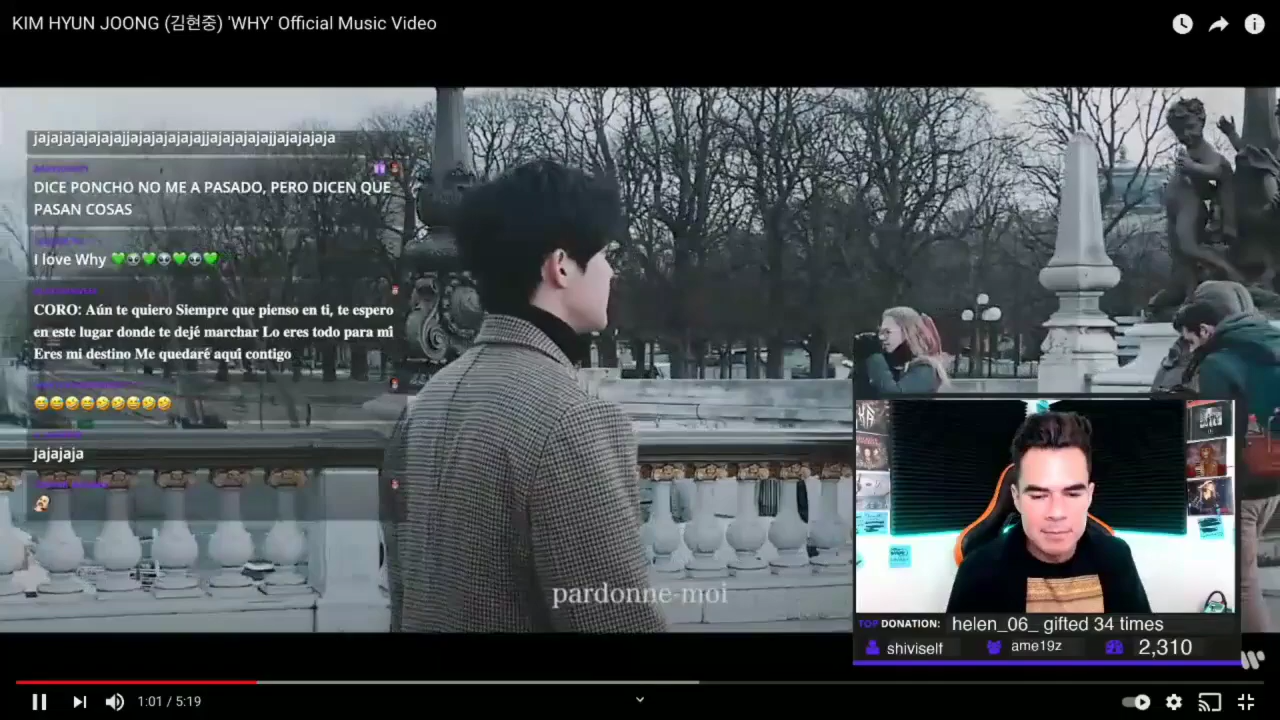 KIM HYUN JOONG (김현중) 'WHY' Official Music Video
jajajajajajajajjajajajajajajjajajajajajjajajajaja
DICE PONCHO NO ME A PASADO, PERO DICEN QUE
PASAN COSAS
I love Why 💚👽💚👽💚👽💚
CORO: Aún te quiero Siempre que pienso en ti, te espero
en este lugar donde te dejé marchar Lo eres todo para mí
Eres mi destino Me quedaré aquí contigo
😅😅🤣😅🤣🤣😅🤣🤣
jajajaja
pardonne-moi
TOP DONATION: helen_06_ gifted 34 times
shiviself ame19z 2,310
1:01 / 5:19